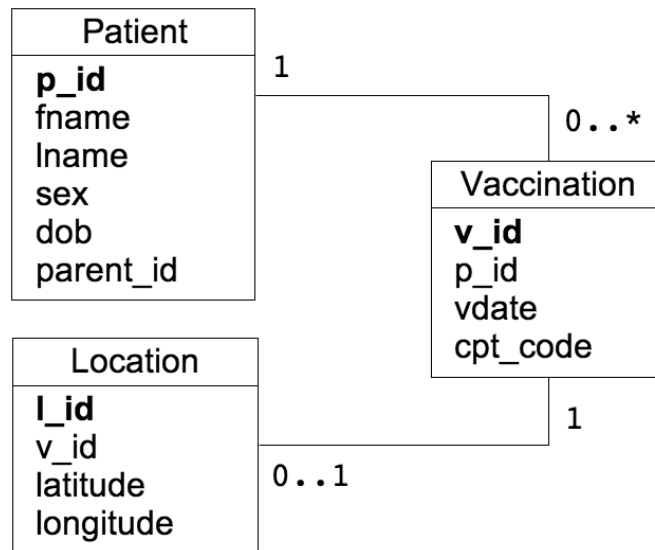 Patient
p_id
fname
lname
sex
dob
parent_id
1
0..*
Vaccination
v_id
p_id
vdate
cpt_code
1
Location
l_id
v_id
latitude
longitude
0..1